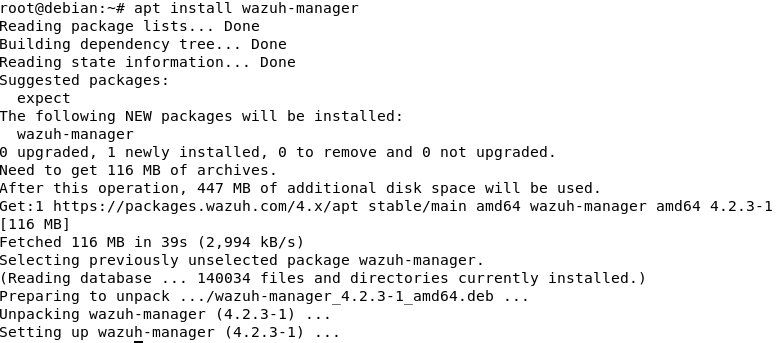 root@debian:~# apt install wazuh-manager
Reading package lists... Done
Building dependency tree... Done
Reading state information... Done
Suggested packages:
  expect
The following NEW packages will be installed:
  wazuh-manager
0 upgraded, 1 newly installed, 0 to remove and 0 not upgraded.
Need to get 116 MB of archives.
After this operation, 447 MB of additional disk space will be used.
Get:1 https://packages.wazuh.com/4.x/apt stable/main amd64 wazuh-manager amd64 4.2.3-1
[116 MB]
Fetched 116 MB in 39s (2,994 kB/s)
Selecting previously unselected package wazuh-manager.
(Reading database ... 140034 files and directories currently installed.)
Preparing to unpack .../wazuh-manager_4.2.3-1_amd64.deb ...
Unpacking wazuh-manager (4.2.3-1) ...
Setting up wazuh-manager (4.2.3-1) ...